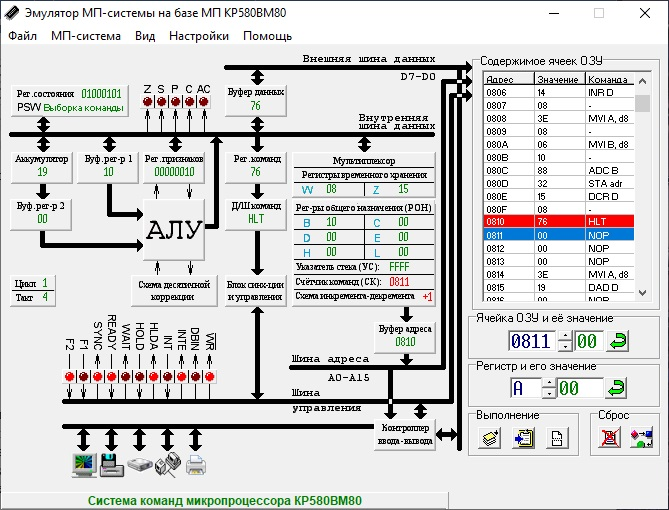 Эмулятор МП-системы на базе МП КР580ВМ80
Файл МП-система Вид Настройки Помощь
Внешняя шина данных
D7-D0
Рег.состояния 01000101
PSW Выборка команды
Z S P C AC
Буфер данных
76
Внутренняя
шина данных
Аккумулятор
19
Буф.рег-р 1
10
Рег.признаков
00000010
Рег.команд
76
Мультиплексор
Регистры временного хранения
W 08 Z 15
Буф.рег-р 2
00
АЛУ
Д/Ш команд
HLT
Рег-ры общего назначения (РОН)
B 10 C 00
D 00 E 00
H 00 L 00
Указатель стека (УС): FFFF
Счётчик команд (СК): 0811
Схема инкремента-декремента +1
Цикл 1
Такт 4
Схема десятичной
коррекции
Блок синх-ции
и управления
Буфер адреса
0810
F2 F1 SYNC READY WAIT HOLD HLDA INT INTE DBIN WR
Шина адреса
A0-A15
Шина
управления
Контроллер
ввода-вывода
Содержимое ячеек ОЗУ
Адрес Значение Команда
0806 14 INR D
0807 08 -
0808 3E MVI A, d8
0809 08 -
080A 06 MVI B, d8
080B 10 -
080C 88 ADC B
080D 32 STA adr
080E 15 DCR D
080F 08 -
0810 76 HLT
0811 00 NOP
0812 00 NOP
0813 00 NOP
0814 3E MVI A, d8
0815 19 DAD D
0816 00 NOP
Ячейка ОЗУ и её значение
0811 00
Регистр и его значение
A 00
Выполнение
Сброс
Система команд микропроцессора КР580ВМ80